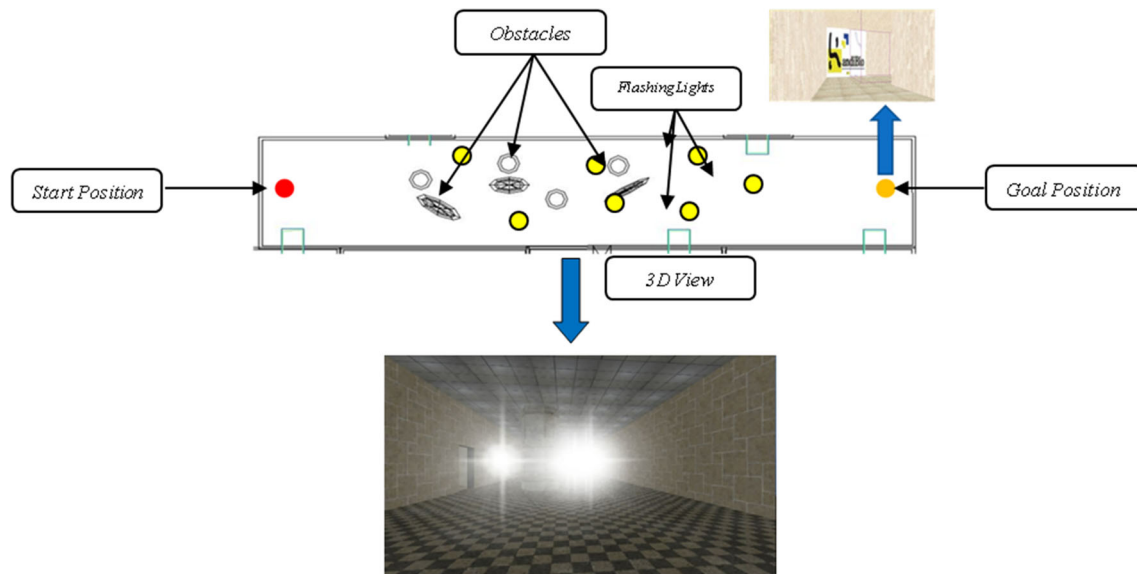 Obstacles
Flashing Lights
Start Position
Goal Position
3D View